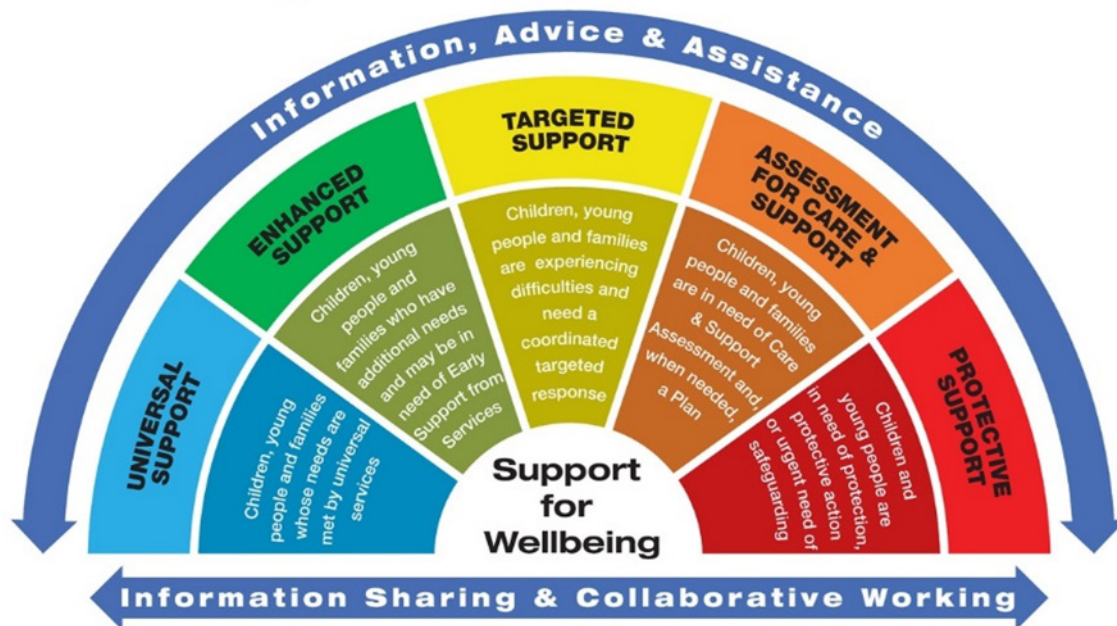 Information, Advice & Assistance
UNIVERSAL
SUPPORT
Children, young
people and families
whose needs are
met by universal
services
ENHANCED
SUPPORT
Children, young
people and
families who have
additional needs
and may be in
need of Early
Support from
Services
TARGETED
SUPPORT
Children, young
people and families
are experiencing
difficulties and
need a
coordinated
targeted
response
ASSESSMENT
FOR CARE &
SUPPORT
Children, young
people and families
are in need of Care
& Support
Assessment and,
when needed,
a Plan
PROTECTIVE
SUPPORT
Children and
young people are
in need of protection,
protective action
or urgent need of
safeguarding
Support
for
Wellbeing
Information Sharing & Collaborative Working